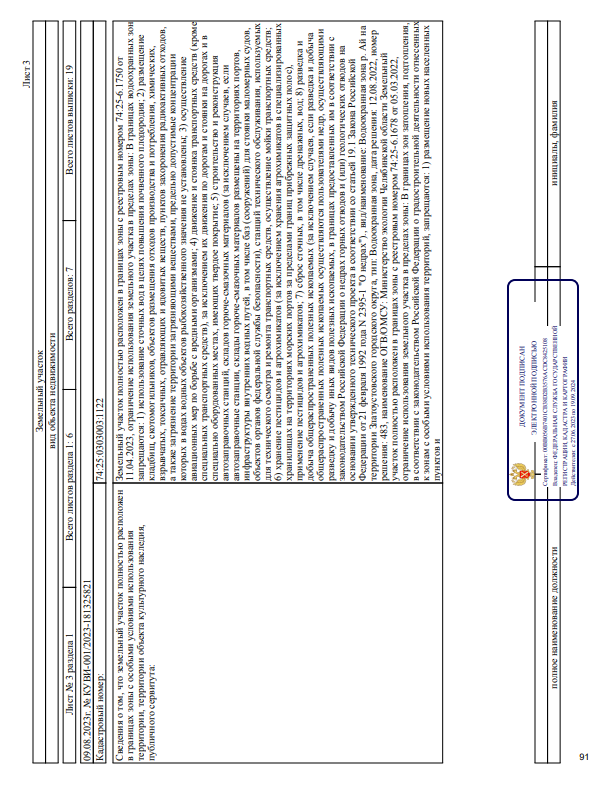 Лист 3
Земельный участок
вид объекта недвижимости
Лист № 3 раздела 1
Всего листов раздела 1: 6
Всего разделов: 7
Всего листов выписки: 19
09.08.2023г. № КУВИ-001/2023-181325821
Кадастровый номер:
74:25:0303003:1122
Сведения о том, что земельный участок полностью расположен
в границах зоны с особыми условиями использования
территории, территории объекта культурного наследия,
публичного сервитута:
Земельный участок полностью расположен в границах зоны с реестровым номером 74:25-6.1750 от
11.04.2023, ограничение использования земельного участка в пределах зоны: В границах водоохранных зон
запрещаются: 1) использование сточных вод в целях повышения почвенного плодородия; 2) размещение
кладбищ, скотомогильников, объектов размещения отходов производства и потребления, химических,
взрывчатых, токсичных, отравляющих и ядовитых веществ, пунктов захоронения радиоактивных отходов,
а также загрязнение территории загрязняющими веществами, предельно допустимые концентрации
которых в водах водных объектов рыбохозяйственного значения не установлены; 3) осуществление
авиационных мер по борьбе с вредными организмами; 4) движение и стоянка транспортных средств (кроме
специальных транспортных средств), за исключением их движения по дорогам и стоянки на дорогах и в
специально оборудованных местах, имеющих твердое покрытие; 5) строительство и реконструкция
автозаправочных станций, складов горюче-смазочных материалов (за исключением случаев, если
автозаправочные станции, склады горюче-смазочных материалов размещены на территориях портов,
инфраструктуры внутренних водных путей, в том числе баз (сооружений) для стоянки маломерных судов,
объектов органов федеральной службы безопасности), станций технического обслуживания, используемых
для технического осмотра и ремонта транспортных средств, осуществление мойки транспортных средств;
6) хранение пестицидов и агрохимикатов (за исключением хранения агрохимикатов в специализированных
хранилищах на территориях морских портов за пределами границ прибрежных защитных полос),
применение пестицидов и агрохимикатов; 7) сброс сточных, в том числе дренажных, вод; 8) разведка и
добыча общераспространенных полезных ископаемых (за исключением случаев, если разведка и добыча
общераспространенных полезных ископаемых осуществляются пользователями недр, осуществляющими
разведку и добычу иных видов полезных ископаемых, в границах предоставленных им в соответствии с
законодательством Российской Федерации о недрах горных отводов и (или) геологических отводов на
основании утвержденного технического проекта в соответствии со статьей 19.1 Закона Российской
Федерации от 21 февраля 1992 года N 2395-1 "О недрах")., вид/наименование: Водоохранная зона р. Ай на
территории Златоустовского городского округа, тип: Водоохранная зона, дата решения: 12.08.2022, номер
решения: 483, наименование ОГВ/ОМСУ: Министерство экологии Челябинской области Земельный
участок полностью расположен в границах зоны с реестровым номером 74:25-6.1678 от 05.03.2022,
ограничение использования земельного участка в пределах зоны: В границах зон затопления, подтопления,
в соответствии с законодательством Российской Федерации о градостроительной деятельности отнесенных
к зонам с особыми условиями использования территорий, запрещаются: 1) размещение новых населенных
пунктов и
полное наименование должности
ДОКУМЕНТ ПОДПИСАН
ЭЛЕКТРОННОЙ ПОДПИСЬЮ
Владелец: ФЕДЕРАЛЬНАЯ СЛУЖБА ГОСУДАРСТВЕННОЙ
РЕГИСТРАЦИИ, КАДАСТРА И КАРТОГРАФИИ
инициалы, фамилия
91